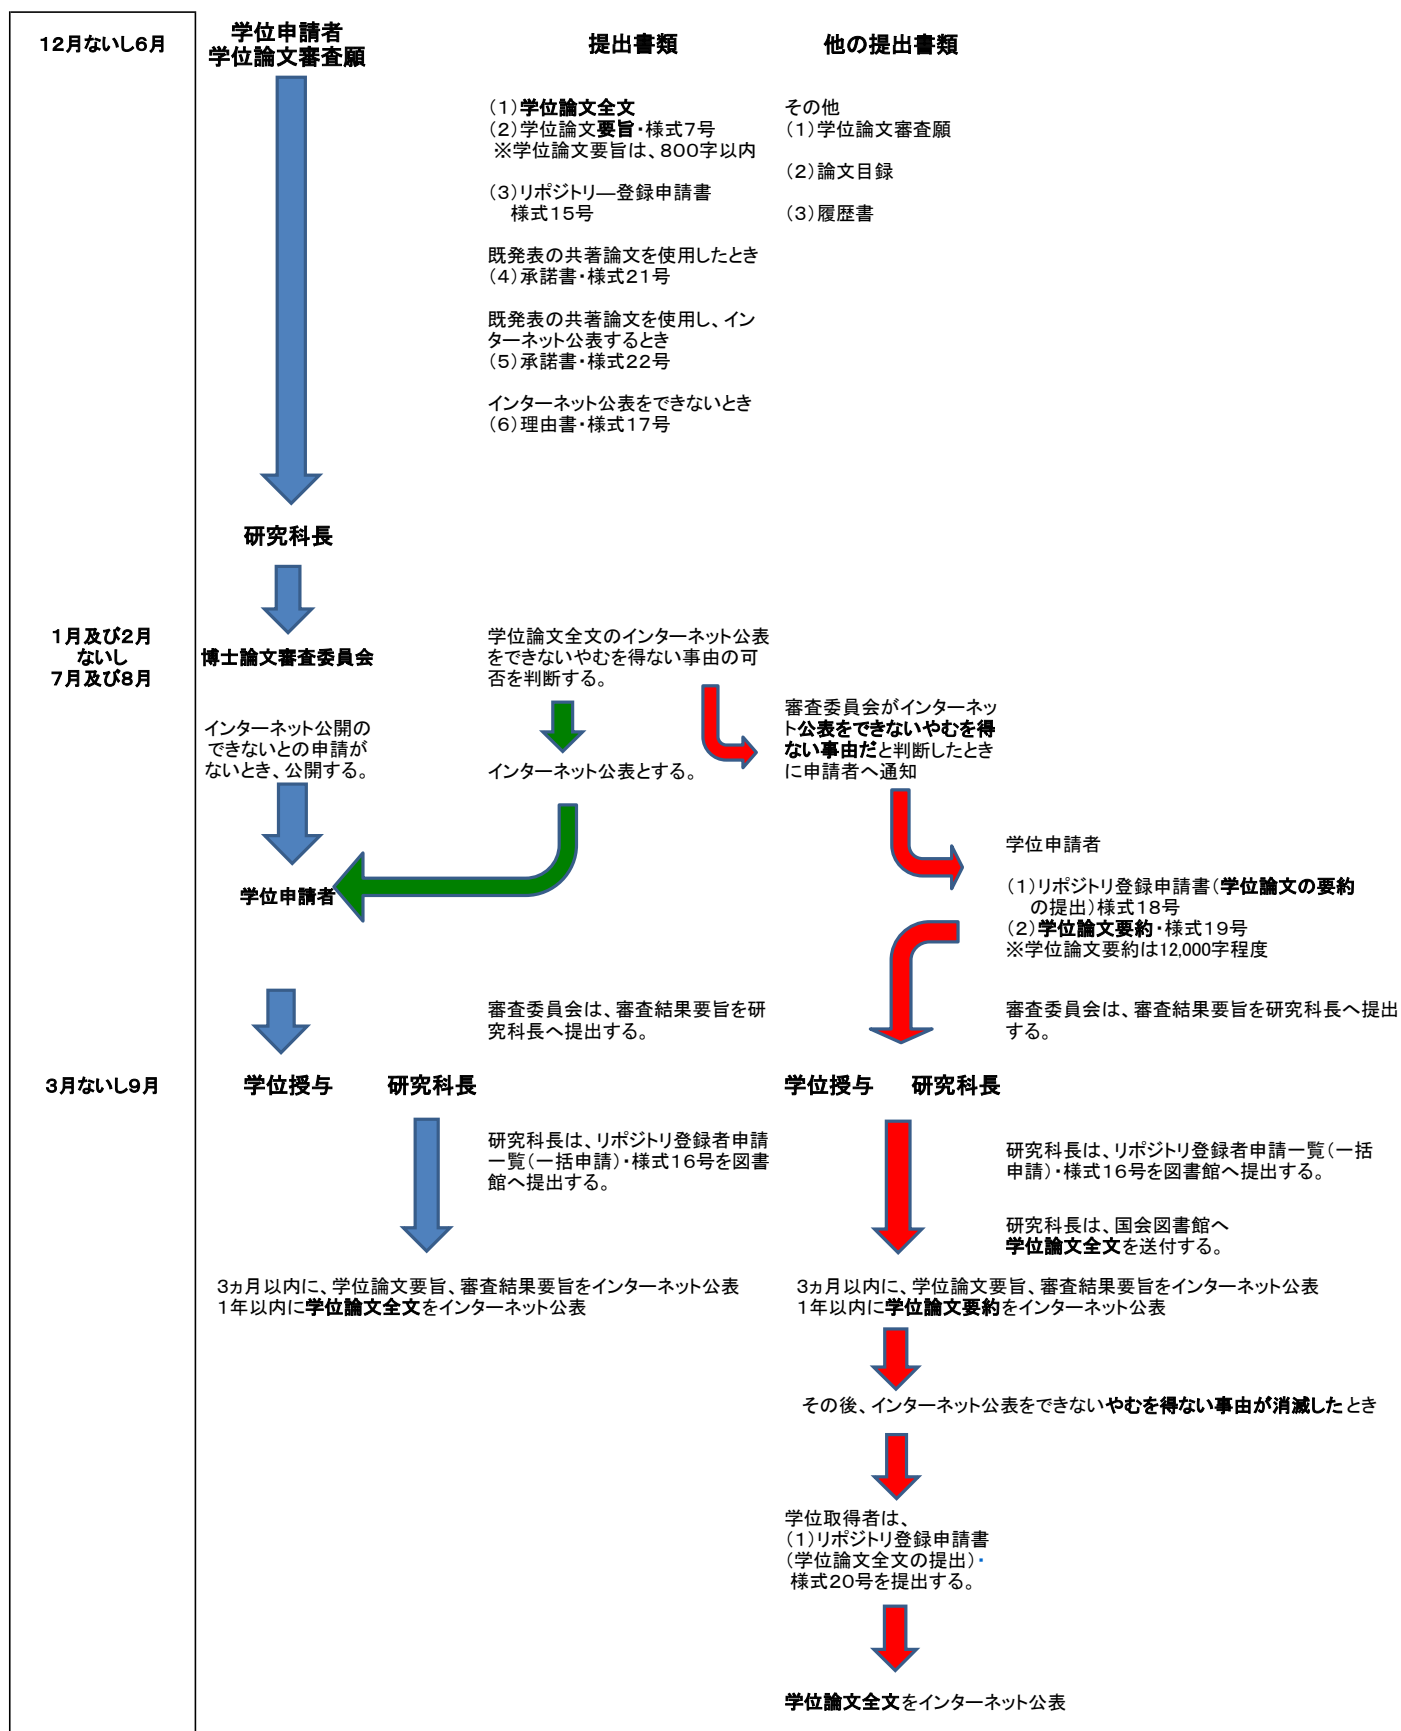 12月ないし6月
学位申請者
学位論文審査願
提出書類
他の提出書類
(1)学位論文全文
(2)学位論文要旨・様式7号
※学位論文要旨は、800字以内
(3)リポジトリ―登録申請書
様式15号
既発表の共著論文を使用したとき
(4)承諾書・様式21号
既発表の共著論文を使用し、イン
ターネット公表するとき
(5)承諾書・様式22号
インターネット公表をできないとき
(6)理由書・様式17号
その他
(1)学位論文審査願
(2)論文目録
(3)履歴書
研究科長
1月及び2月
ないし
7月及び8月
博士論文審査委員会
学位論文全文のインターネット公表
をできないやむを得ない事由の可
否を判断する。
インターネット公開の
できないとの申請が
ないとき、公開する。
インターネット公表とする。
審査委員会がインターネッ
ト公表をできないやむを得
ない事由だと判断したとき
に申請者へ通知
学位申請者
学位申請者
(1)リポジトリ登録申請書(学位論文の要約
の提出)様式18号
(2)学位論文要約・様式19号
※学位論文要約は12,000字程度
審査委員会は、審査結果要旨を研
究科長へ提出する。
審査委員会は、審査結果要旨を研究科長へ提出
する。
3月ないし9月
学位授与 研究科長
学位授与 研究科長
研究科長は、リポジトリ登録者申請
一覧(一括申請)・様式16号を図書
館へ提出する。
研究科長は、リポジトリ登録者申請一覧(一括
申請)・様式16号を図書館へ提出する。
研究科長は、国会図書館へ
学位論文全文を送付する。
3ヵ月以内に、学位論文要旨、審査結果要旨をインターネット公表
1年以内に学位論文全文をインターネット公表
3ヵ月以内に、学位論文要旨、審査結果要旨をインターネット公表
1年以内に学位論文要約をインターネット公表
その後、インターネット公表をできないやむを得ない事由が消滅したとき
学位取得者は、
(1)リポジトリ登録申請書
(学位論文全文の提出)・
様式20号を提出する。
学位論文全文をインターネット公表